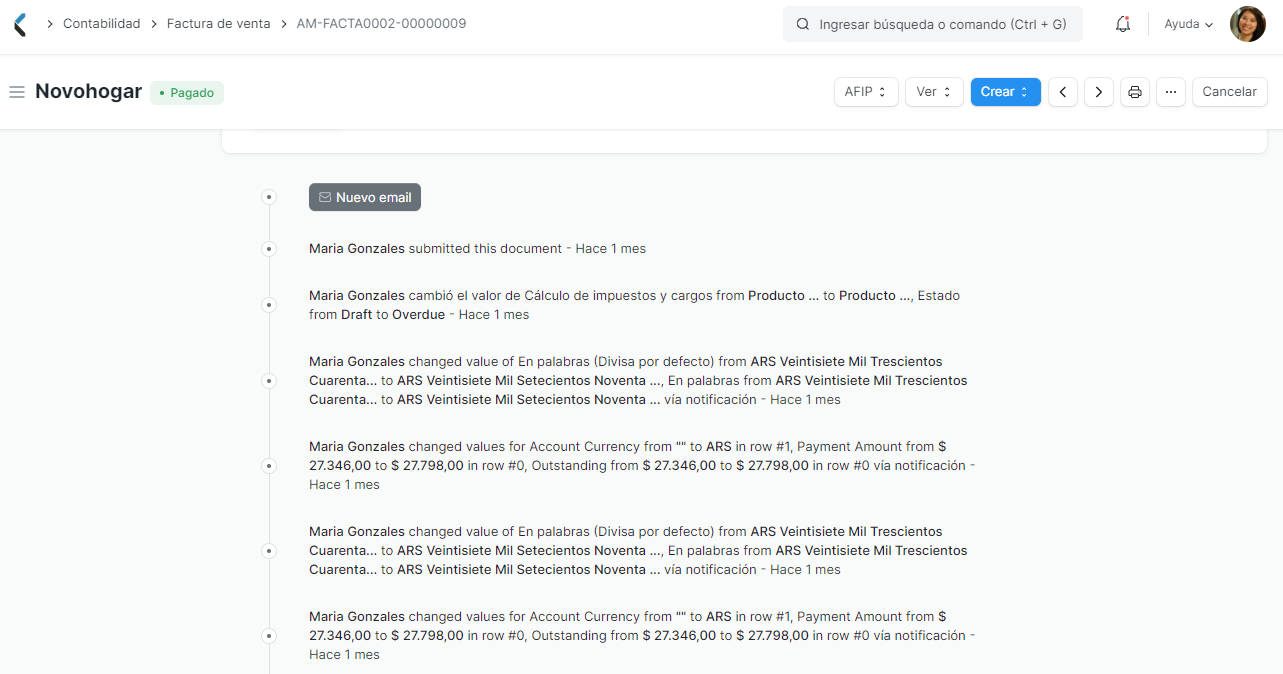 Contabilidad
Factura de venta
AM-FACTA0002-00000009
Ingresar búsqueda o comando (Ctrl + G)
Ayuda
Novohogar
Pagado
AFIP
Ver
Crear
Cancelar
Nuevo email
Maria Gonzales submitted this document - Hace 1 mes
Maria Gonzales cambió el valor de Cálculo de impuestos y cargos from Producto ... to Producto ..., Estado
from Draft to Overdue - Hace 1 mes
Maria Gonzales changed value of En palabras (Divisa por defecto) from ARS Veintisiete Mil Trescientos
Cuarenta... to ARS Veintisiete Mil Setecientos Noventa ..., En palabras from ARS Veintisiete Mil Trescientos
Cuarenta... to ARS Veintisiete Mil Setecientos Noventa ... vía notificación - Hace 1 mes
Maria Gonzales changed values for Account Currency from "" to ARS in row #1, Payment Amount from $
27.346,00 to $ 27.798,00 in row #0, Outstanding from $ 27.346,00 to $ 27.798,00 in row #0 vía notificación -
Hace 1 mes
Maria Gonzales changed value of En palabras (Divisa por defecto) from ARS Veintisiete Mil Trescientos
Cuarenta... to ARS Veintisiete Mil Setecientos Noventa ..., En palabras from ARS Veintisiete Mil Trescientos
Cuarenta... to ARS Veintisiete Mil Setecientos Noventa ... vía notificación - Hace 1 mes
Maria Gonzales changed values for Account Currency from "" to ARS in row #1, Payment Amount from $
27.346,00 to $ 27.798,00 in row #0, Outstanding from $ 27.346,00 to $ 27.798,00 in row #0 vía notificación -
Hace 1 mes